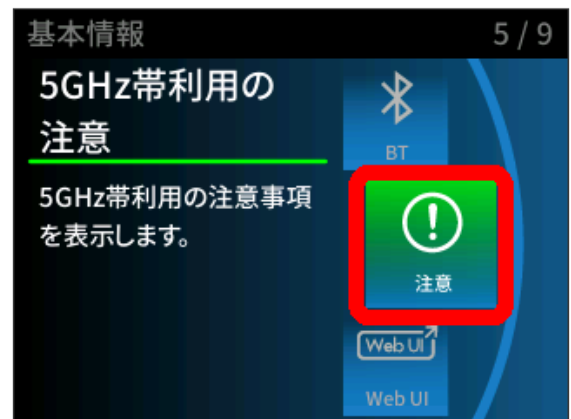 基本情報
5 / 9
5GHz帯利用の
注意
5GHz帯利用の注意事項
を表示します。
BT
注意
Web UI
Web UI